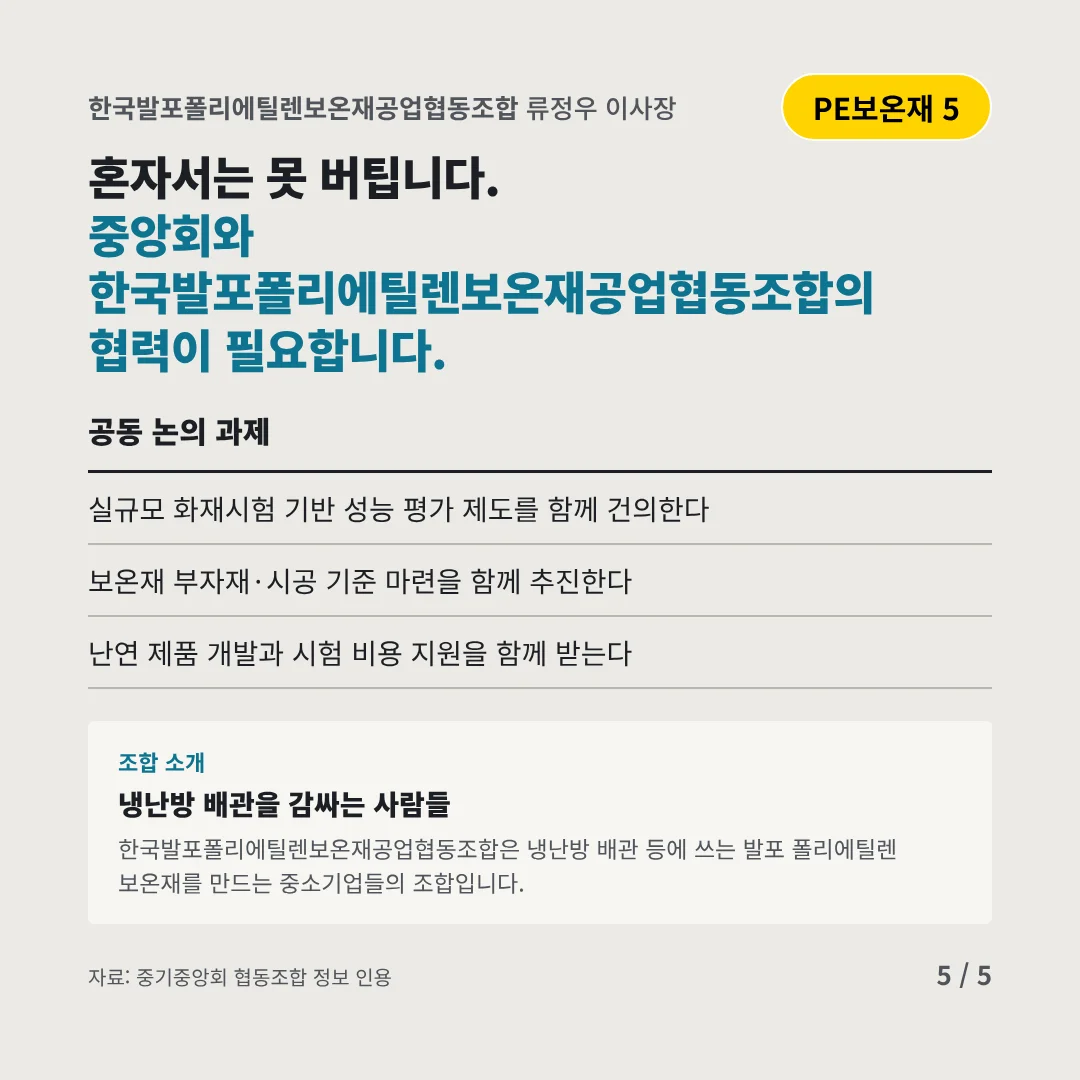 한국발포폴리에틸렌보온재공업협동조합 류정우 이사장
PE보온재 5
혼자서는 못 버팁니다.
중앙회와
한국발포폴리에틸렌보온재공업협동조합의
협력이 필요합니다.
공동 논의 과제
실규모 화재시험 기반 성능 평가 제도를 함께 건의한다
보온재 부자재·시공 기준 마련을 함께 추진한다
난연 제품 개발과 시험 비용 지원을 함께 받는다
조합 소개
냉난방 배관을 감싸는 사람들
한국발포폴리에틸렌보온재공업협동조합은 냉난방 배관 등에 쓰는 발포 폴리에틸렌
보온재를 만드는 중소기업들의 조합입니다.
자료: 중기중앙회 협동조합 정보 인용
5 / 5